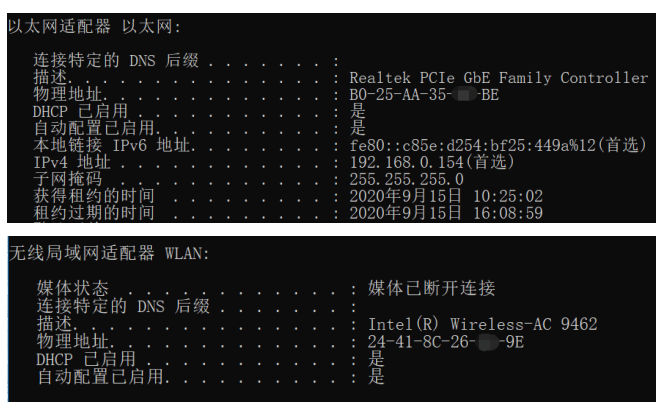 以太网适配器 以太网:
连接特定的 DNS 后缀 . . . . . . . :
描述. . . . . . . . . . . . . . . : Realtek PCIe GbE Family Controller
物理地址. . . . . . . . . . . . . : B0-25-AA-35- -BE
DHCP 已启用 . . . . . . . . . . . : 是
自动配置已启用. . . . . . . . . . : 是
本地链接 IPv6 地址. . . . . . . . : fe80::c85e:d254:bf25:449a%12(首选)
IPv4 地址 . . . . . . . . . . . . : 192.168.0.154(首选)
子网掩码 . . . . . . . . . . . . : 255.255.255.0
获得租约的时间 . . . . . . . . . : 2020年9月15日 10:25:02
租约过期的时间 . . . . . . . . . : 2020年9月15日 16:08:59
无线局域网适配器 WLAN:
媒体状态 . . . . . . . . . . . . : 媒体已断开连接
连接特定的 DNS 后缀 . . . . . . . :
描述. . . . . . . . . . . . . . . : Intel(R) Wireless-AC 9462
物理地址. . . . . . . . . . . . . : 24-41-8C-26- -9E
DHCP 已启用 . . . . . . . . . . . : 是
自动配置已启用. . . . . . . . . . : 是